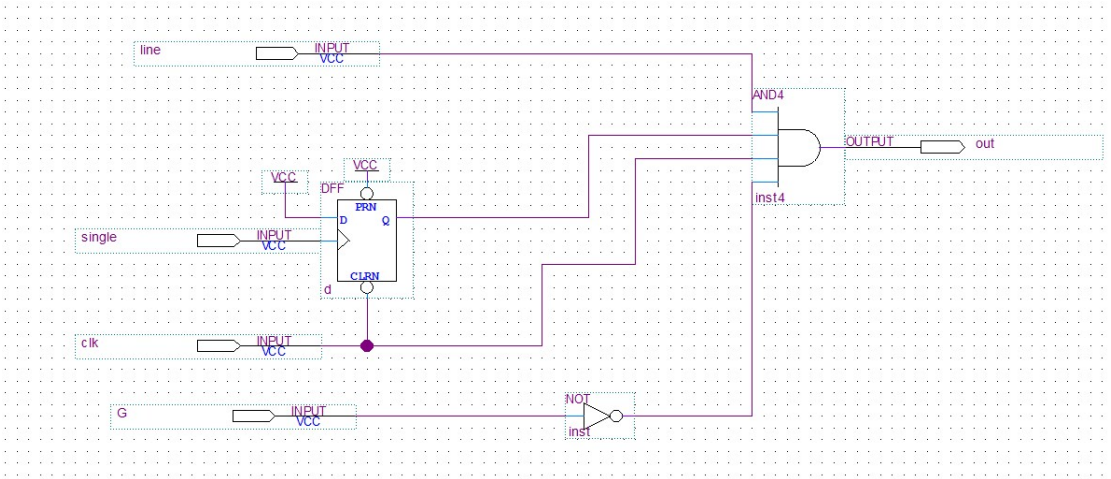 line
INPUT
VCC
AND4
OUTPUT
out
inst4
VCC
VCC
DFF
PRN
D
Q
CLRN
d
single
INPUT
VCC
clk
INPUT
VCC
G
INPUT
VCC
NOT
inst